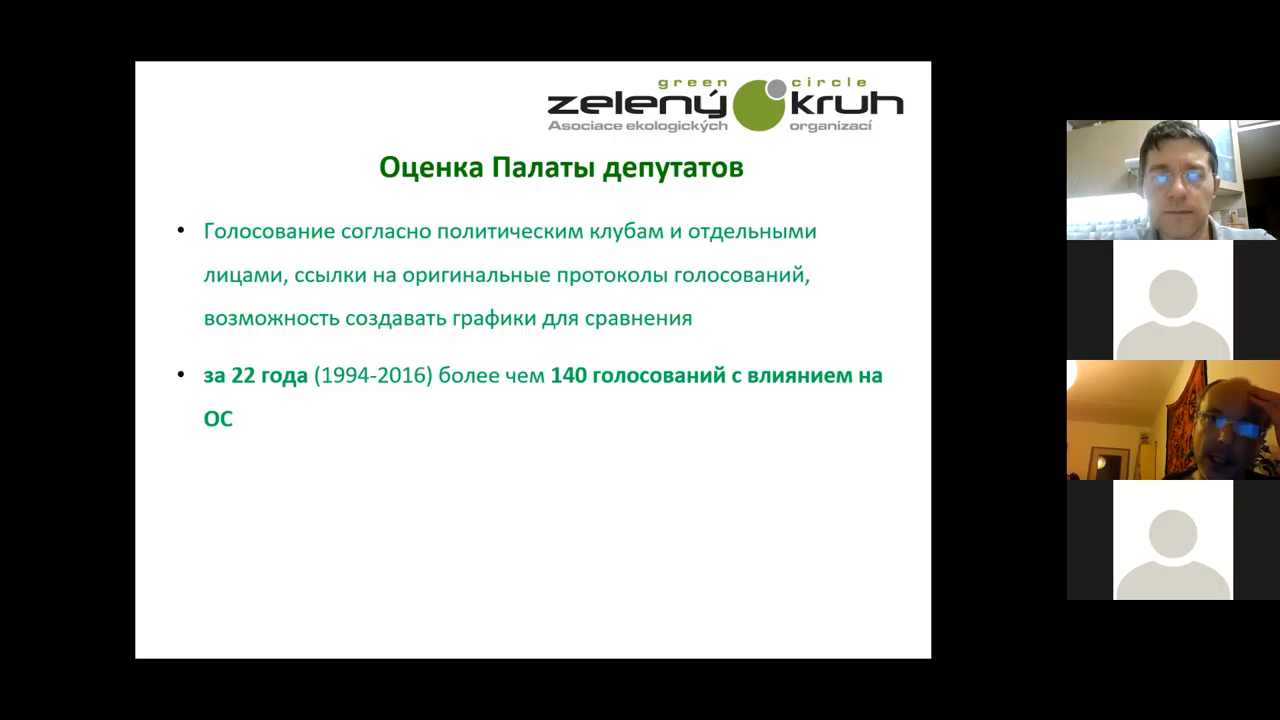 green circle
zelený kruh
Asociace ekologických organizací
Оценка Палаты депутатов
• Голосование согласно политическим клубам и отдельными
лицами, ссылки на оригинальные протоколы голосований,
возможность создавать графики для сравнения
• за 22 года (1994-2016) более чем 140 голосований с влиянием на
ОС